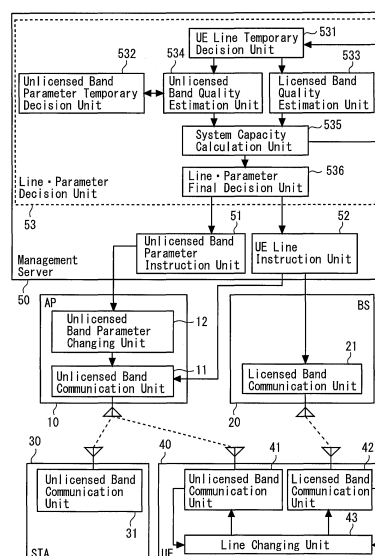 531
UE Line Temporary
Decision Unit
532
534
533
Unlicensed Band
Parameter Temporary
Decision Unit
Unlicensed
Band Quality
Estimation Unit
Licensed Band
Quality
Estimation Unit
535
System Capacity
Calculation Unit
536
Line・Parameter
Final Decision Unit
Line・Parameter
Decision Unit
53
51
52
Unlicensed Band
Parameter
Instruction Unit
UE Line
Instruction Unit
Management
Server
50
AP
BS
Unlicensed
Band Parameter
Changing Unit
12
11
Unlicensed Band
Communication Unit
21
Licensed Band
Communication Unit
10
20
30
40
41
42
Unlicensed Band
Communication
Unit
31
Unlicensed Band
Communication
Unit
Licensed Band
Communication
Unit
43
Line Changing Unit
STA
UE